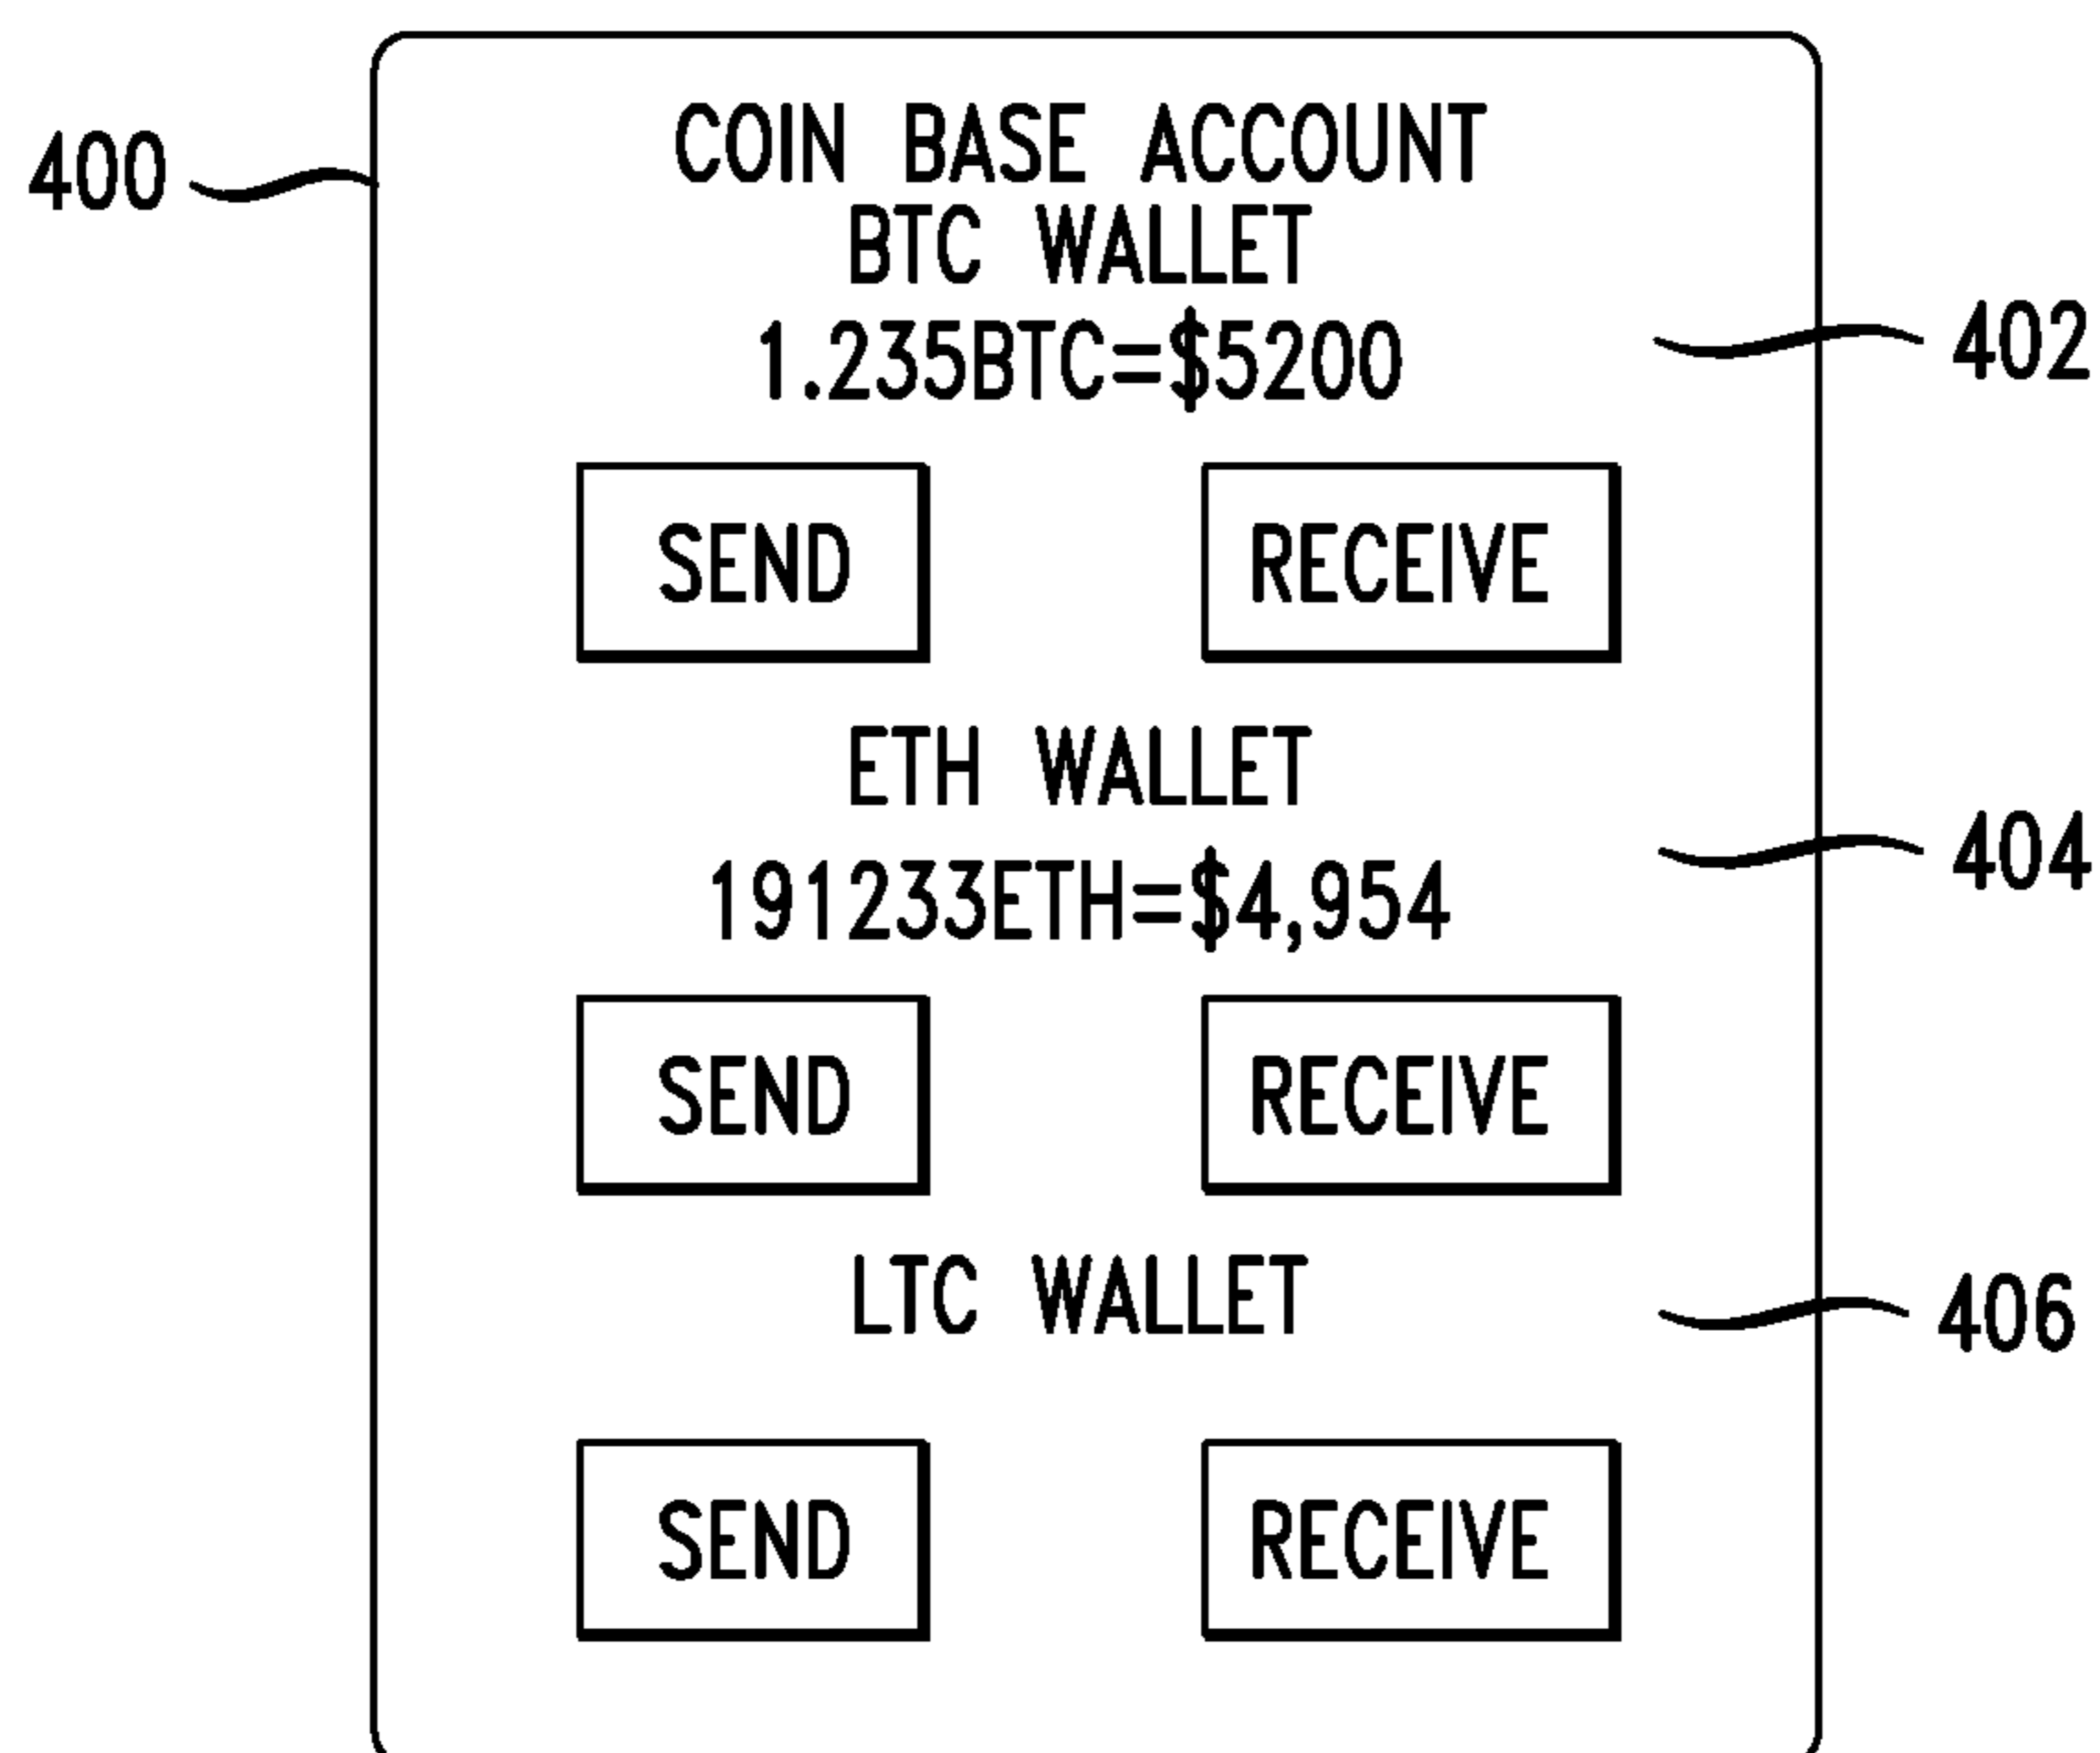 COIN BASE ACCOUNT
400
BTC WALLET
1.235BTC=$5200
402
SEND RECEIVE
ETH WALLET
191233ETH=$4,954
404
SEND RECEIVE
LTC WALLET
406
SEND RECEIVE